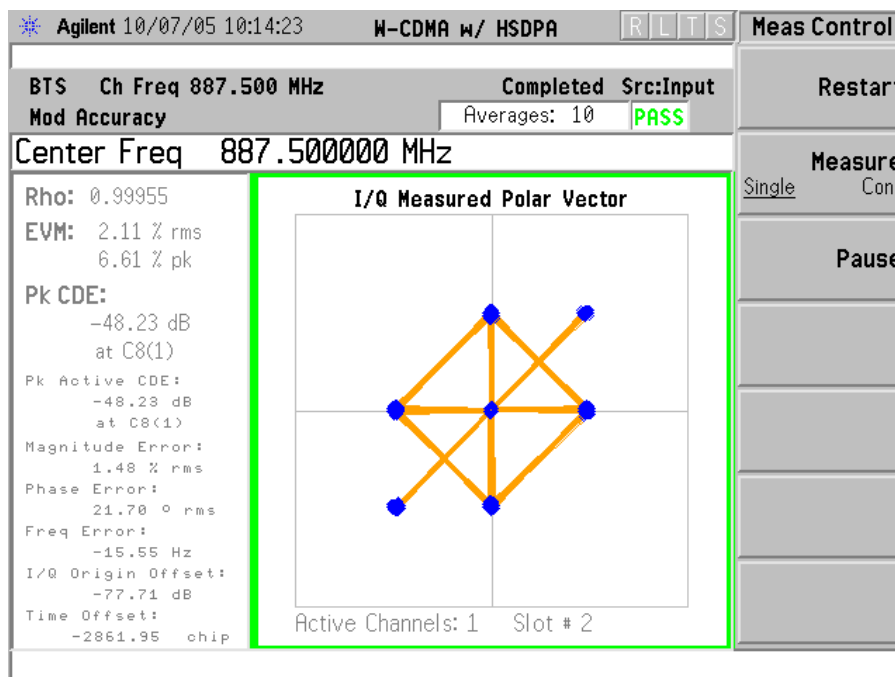 Agilent 10/07/05 10:14:23 W-CDMA w/ HSDPA R L T S Meas Control
BTS Ch Freq 887.500 MHz Completed Src:Input
Mod Accuracy Averages: 10 PASS
Center Freq 887.500000 MHz
Restart
Measure
Single Con
Pause
Rho: 0.99955
EVM: 2.11 % rms
6.61 % pk
Pk CDE:
-48.23 dB
at C8(1)
Pk Active CDE:
-48.23 dB
at C8(1)
Magnitude Error:
1.48 % rms
Phase Error:
21.70 º rms
Freq Error:
-15.55 Hz
I/Q Origin Offset:
-77.71 dB
Time Offset:
-2861.95 chip
I/Q Measured Polar Vector
Active Channels: 1 Slot # 2